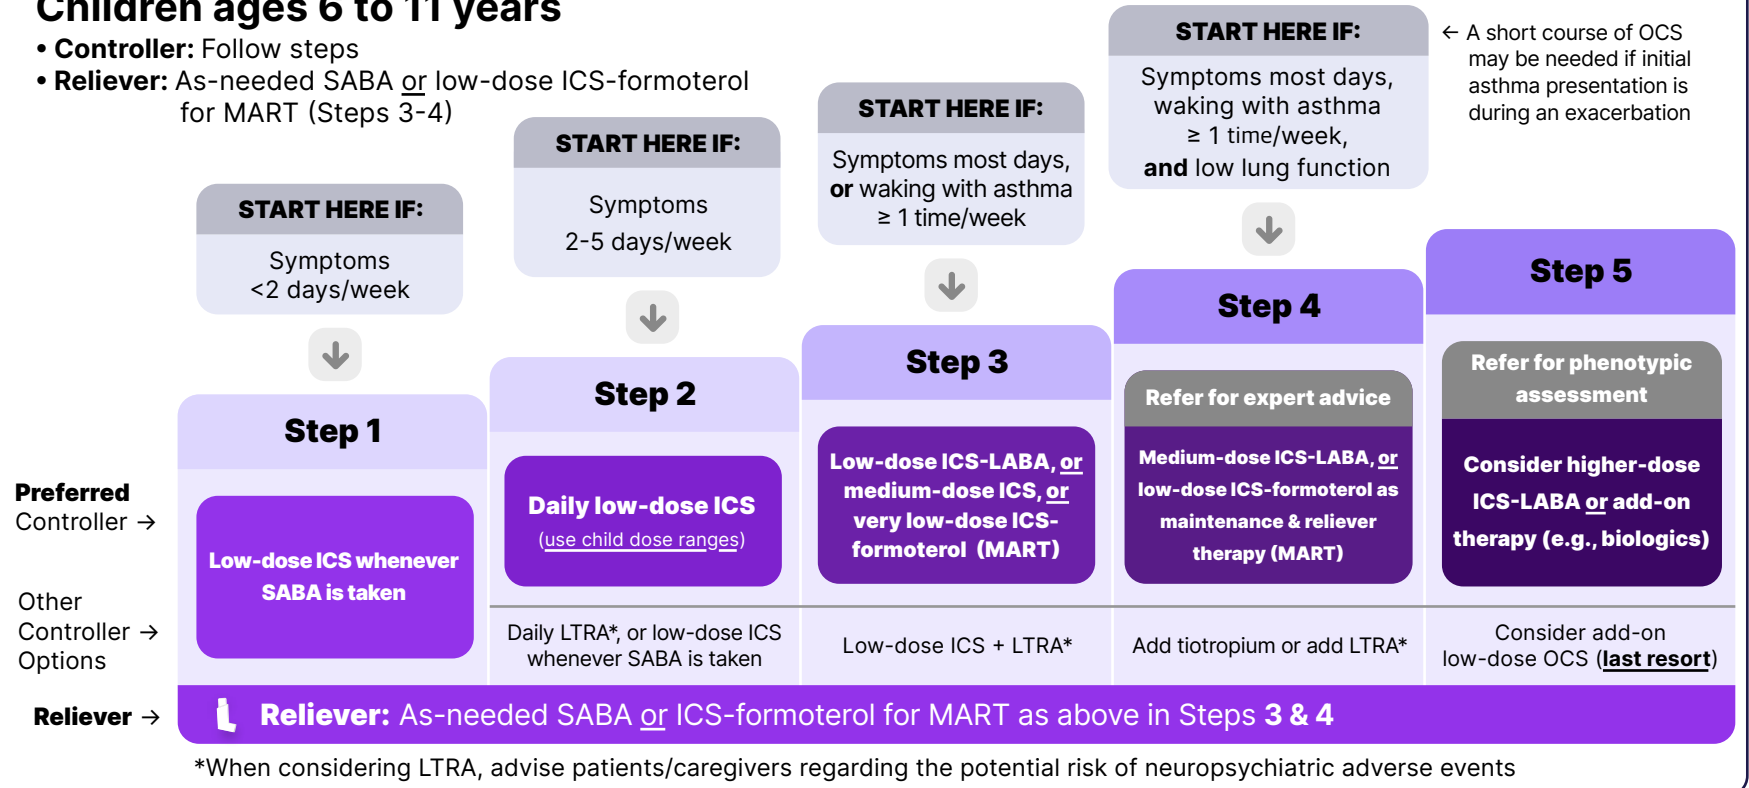 Children ages 6 to 11 years
• Controller: Follow steps
• Reliever: As-needed SABA or low-dose ICS-formoterol
for MART (Steps 3-4)
START HERE IF:
Symptoms
<2 days/week
START HERE IF:
Symptoms
2-5 days/week
START HERE IF:
Symptoms most days,
or waking with asthma
≥ 1 time/week
START HERE IF:
Symptoms most days,
waking with asthma
≥ 1 time/week,
and low lung function
← A short course of OCS
may be needed if initial
asthma presentation is
during an exacerbation
Step 1
Step 2
Step 3
Step 4
Step 5
Preferred
Controller →
Low-dose ICS whenever
SABA is taken
Daily low-dose ICS
(use child dose ranges)
Low-dose ICS-LABA, or
medium-dose ICS, or
very low-dose ICS-
formoterol (MART)
Refer for expert advice
Medium-dose ICS-LABA, or
low-dose ICS-formoterol as
maintenance & reliever
therapy (MART)
Refer for phenotypic
assessment
Consider higher-dose
ICS-LABA or add-on
therapy (e.g., biologics)
Other
Controller →
Options
Daily LTRA*, or low-dose ICS
whenever SABA is taken
Low-dose ICS + LTRA*
Add tiotropium or add LTRA*
Consider add-on
low-dose OCS (last resort)
Reliever →
Reliever: As-needed SABA or ICS-formoterol for MART as above in Steps 3 & 4
*When considering LTRA, advise patients/caregivers regarding the potential risk of neuropsychiatric adverse events